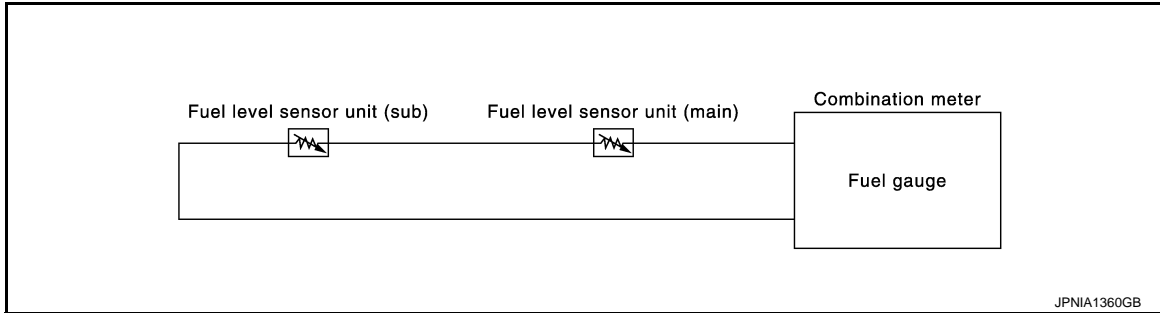 Fuel level sensor unit (sub)
Fuel level sensor unit (main)
Combination meter
Fuel gauge
JPNIA1360GB